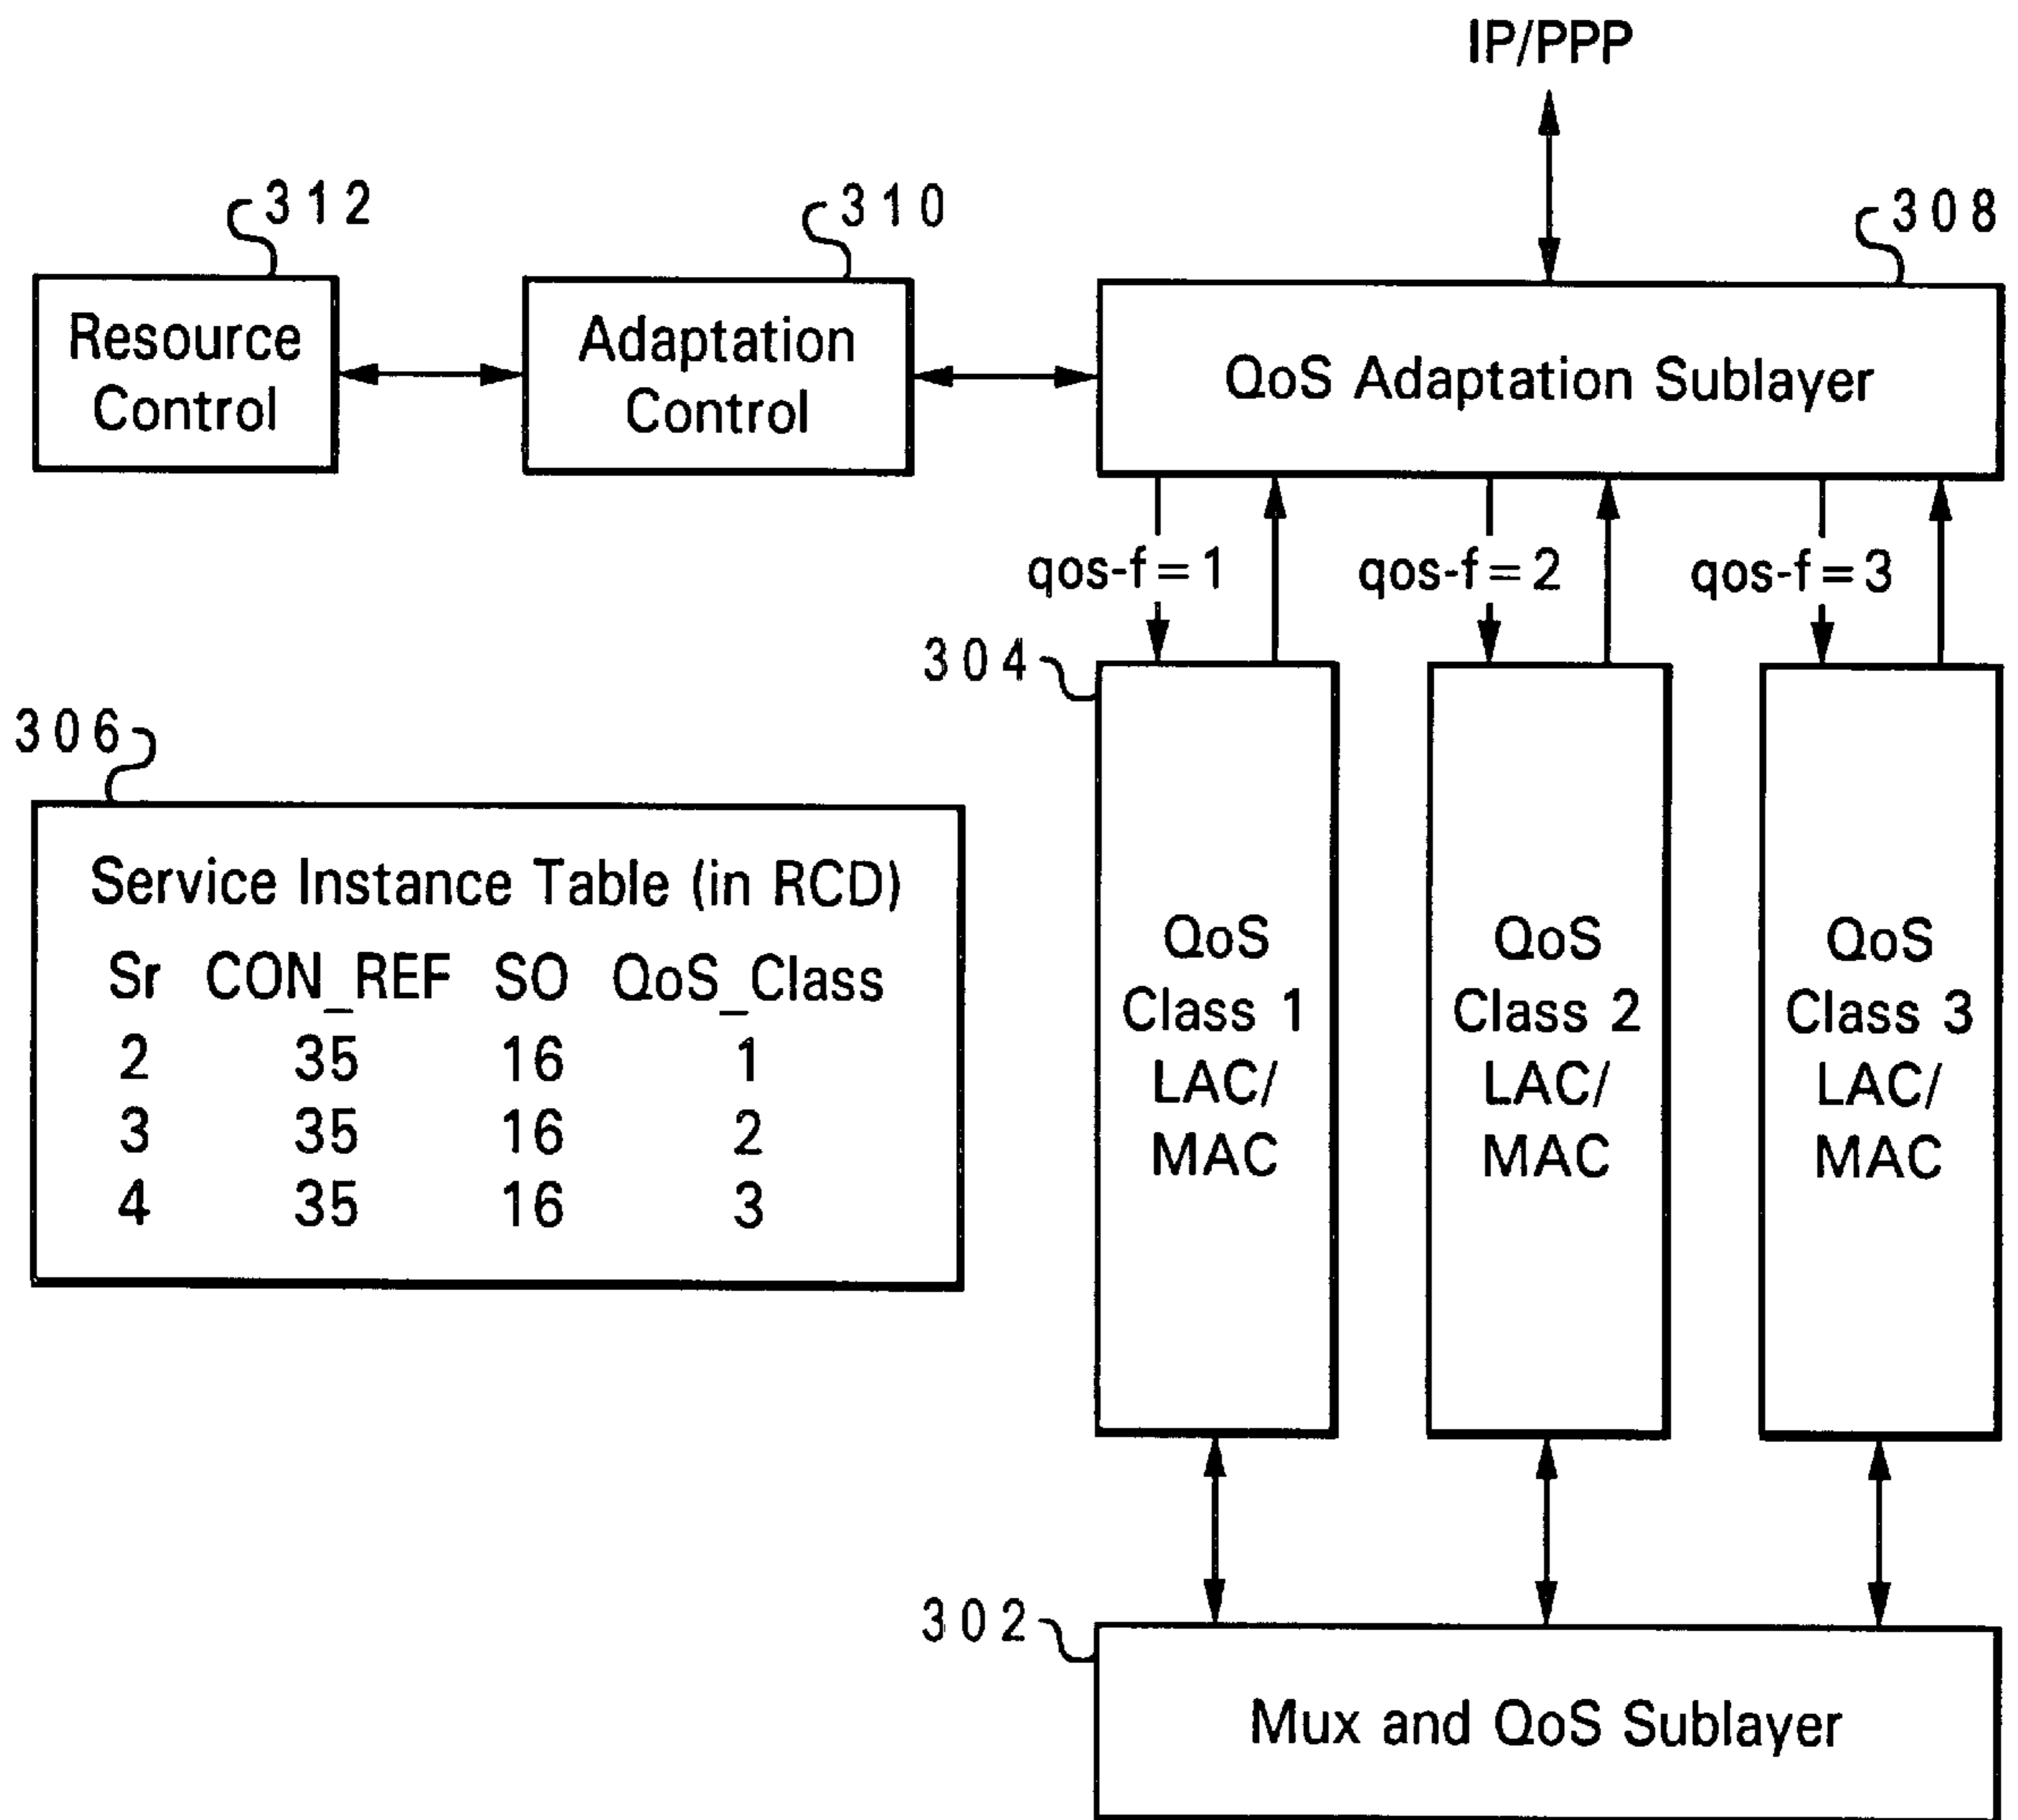 IP/PPP
312
310
308
Resource
Control
Adaptation
Control
QoS Adaptation Sublayer
qos-f=1
qos-f=2
qos-f=3
304
306
Service Instance Table (in RCD)
Sr CON_REF SO QoS_Class
2 35 16 1
3 35 16 2
4 35 16 3
QoS
Class 1
LAC/
MAC
QoS
Class 2
LAC/
MAC
QoS
Class 3
LAC/
MAC
302
Mux and QoS Sublayer